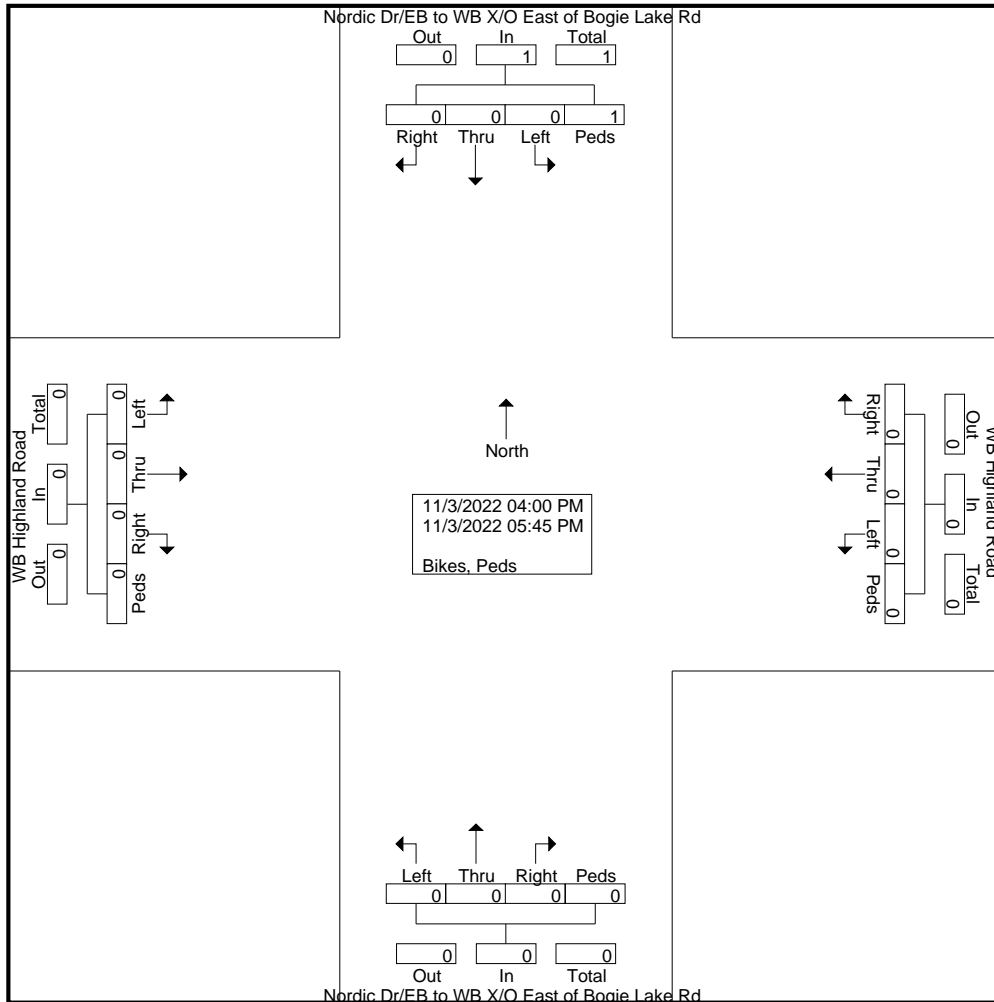 Nordic Dr/EB to WB X/O East of Bogie Lake Rd
Out In Total
0 1 1
0 0 0 1
Right Thru Left Peds
WB Highland Road
Total In Out
0 0 0
0 0 0 0
Left Thru Right Peds
North
11/3/2022 04:00 PM
11/3/2022 05:45 PM
Bikes, Peds
Right Thru Left Peds
0 0 0 0
Out In Total
0 0 0
WB Highland Road
Left Thru Right Peds
0 0 0 0
0 0 0
Out In Total
Nordic Dr/EB to WB X/O East of Bogie Lake Rd